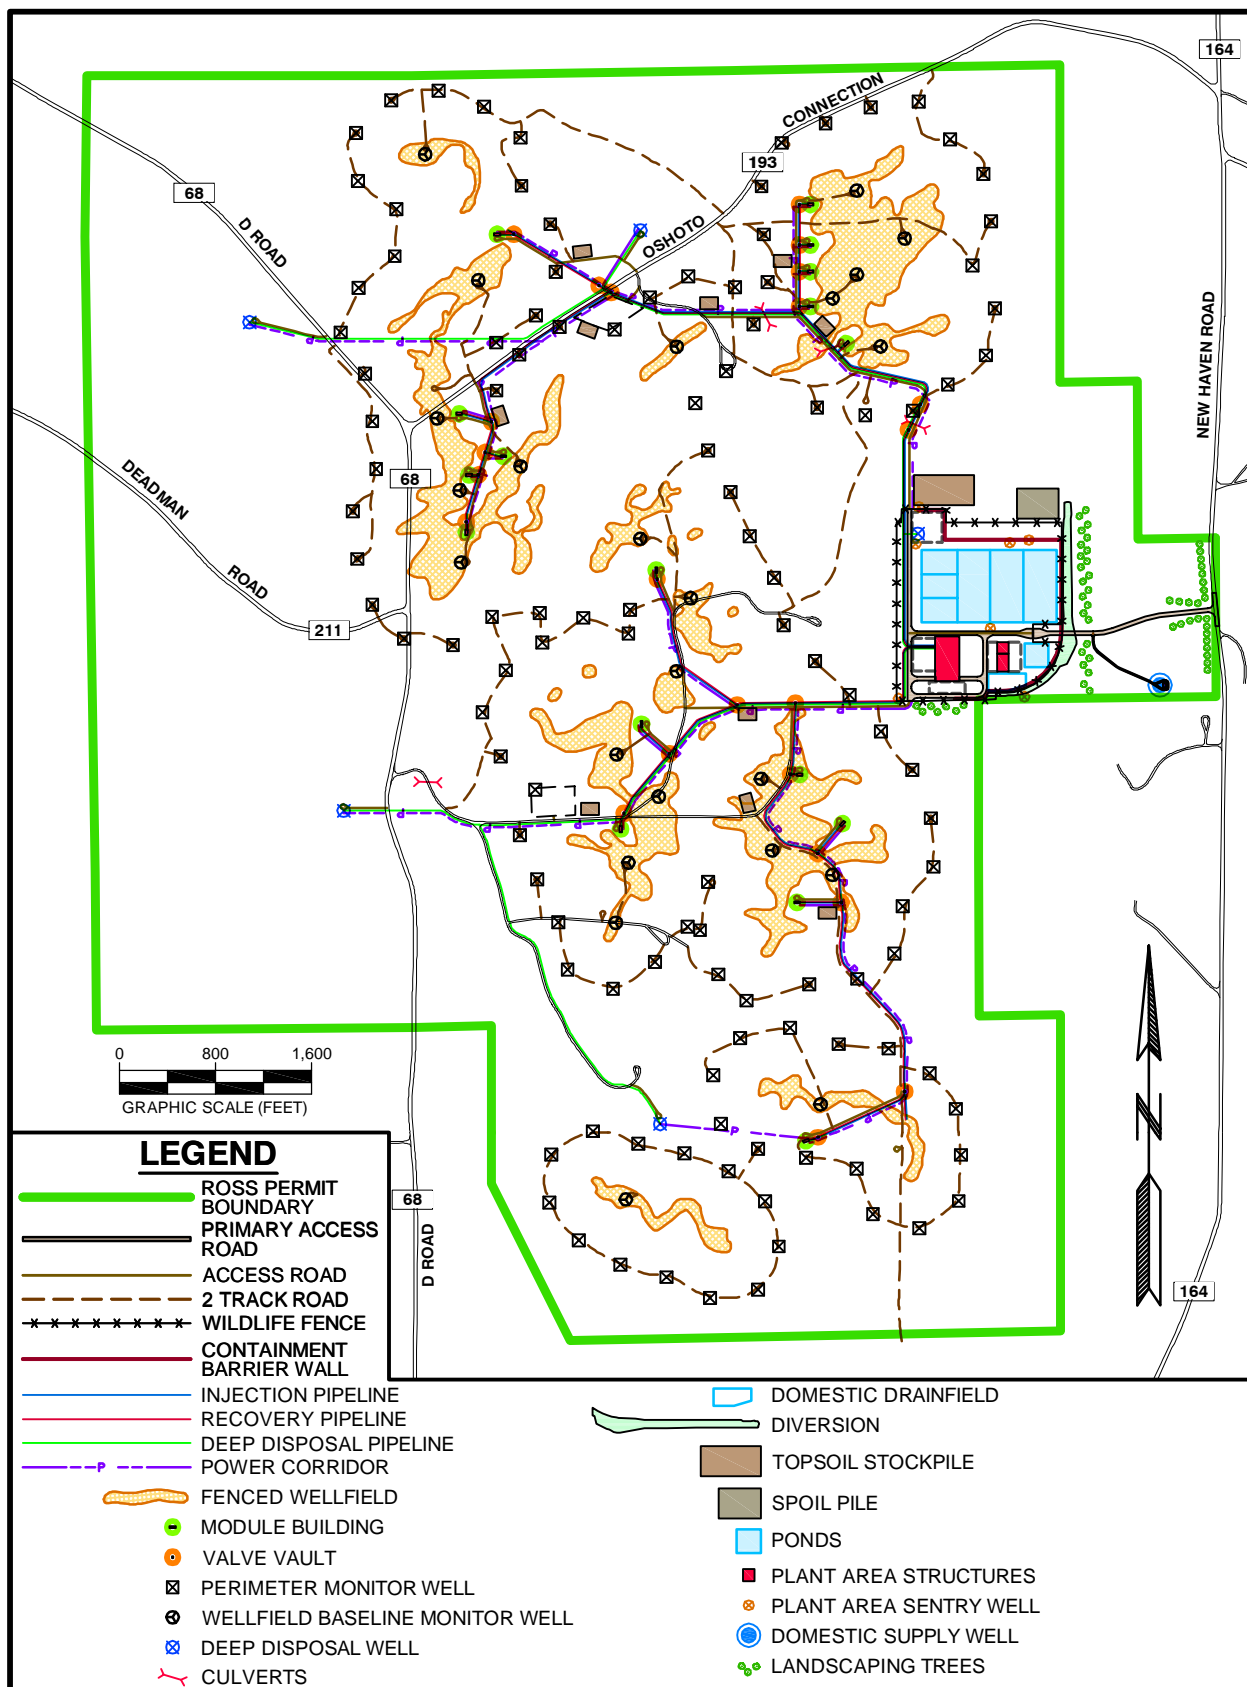 164
CONNECTION
193
68
D ROAD
OSHOTO
NEW HAVEN ROAD
DEADMAN
ROAD
68
211
P
0 800 1,600
GRAPHIC SCALE (FEET)
N
68
D ROAD
164
LEGEND
ROSS PERMIT
BOUNDARY
PRIMARY ACCESS
ROAD
ACCESS ROAD
2 TRACK ROAD
WILDLIFE FENCE
CONTAINMENT
BARRIER WALL
INJECTION PIPELINE
RECOVERY PIPELINE
DEEP DISPOSAL PIPELINE
P
POWER CORRIDOR
FENCED WELLFIELD
MODULE BUILDING
VALVE VAULT
PERIMETER MONITOR WELL
WELLFIELD BASELINE MONITOR WELL
DEEP DISPOSAL WELL
CULVERTS
DOMESTIC DRAINFIELD
DIVERSION
TOPSOIL STOCKPILE
SPOIL PILE
PONDS
PLANT AREA STRUCTURES
PLANT AREA SENTRY WELL
DOMESTIC SUPPLY WELL
LANDSCAPING TREES